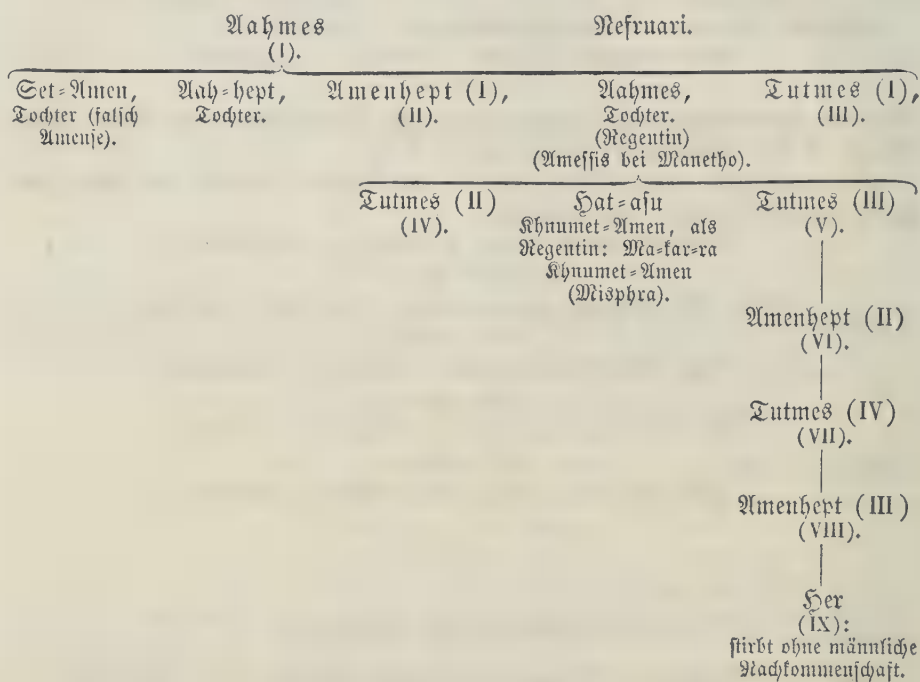 Aahmes Nefruari.
(I).
Set-Amen, Aah-hept, Amenhept (I), Aahmes, Tutmes (I),
Tochter (falsch Tochter. (II). Tochter. (III).
Amense). (Regentin)
(Amessis bei Manetho).
Tutmes (II) Hat-asu Tutmes (III)
(IV). Khnumet-Amen, als (V).
Regentin: Ma-kar-ra
Khnumet-Amen
(Misphra).
Amenhept (II)
(VI).
Tutmes (IV)
(VII).
Amenhept (III)
(VIII).
Her
(IX):
stirbt ohne männliche
Nachkommenschaft.